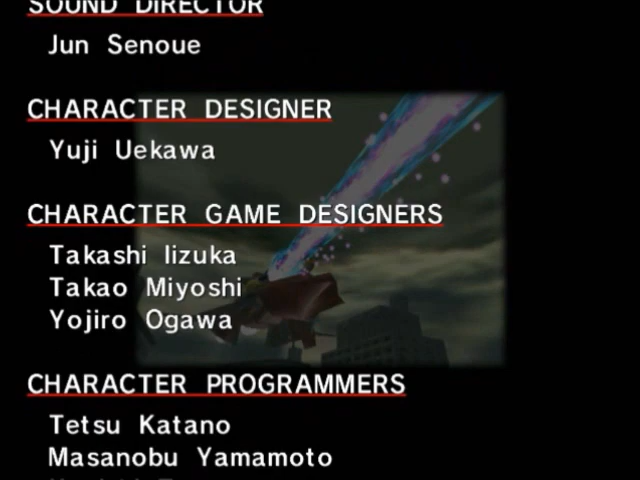 SOUND DIRECTOR
Jun Senoue
CHARACTER DESIGNER
Yuji Uekawa
CHARACTER GAME DESIGNERS
Takashi Iizuka
Takao Miyoshi
Yojiro Ogawa
CHARACTER PROGRAMMERS
Tetsu Katano
Masanobu Yamamoto